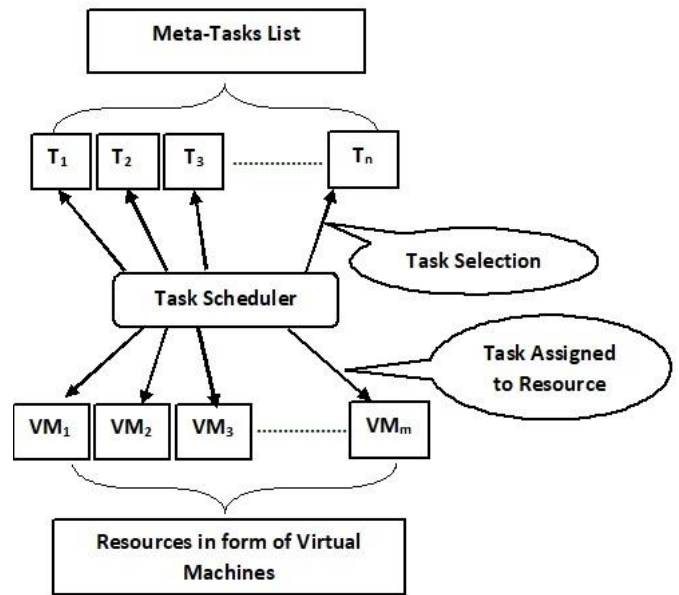 Meta-Tasks List
T₁ T₂ T₃ ........................ Tₙ
Task Selection
Task Scheduler
Task Assigned
to Resource
VM₁ VM₂ VM₃ ........................ VMₘ
Resources in form of Virtual
Machines